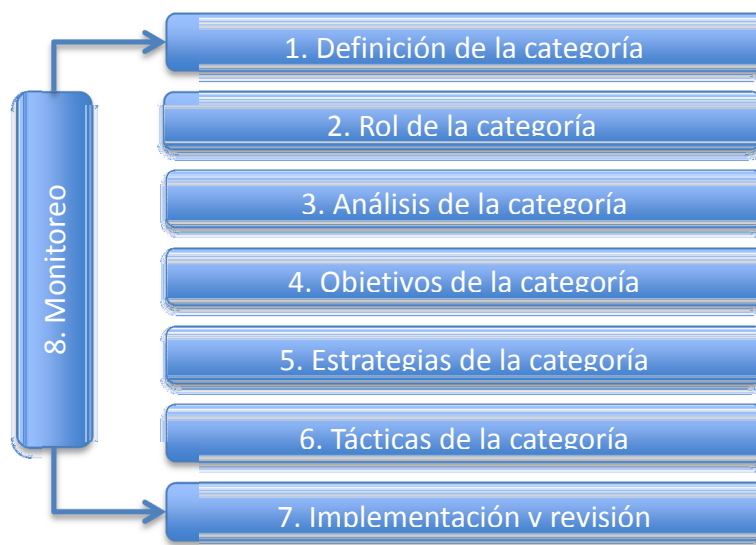 1. Definición de la categoría
2. Rol de la categoría
3. Análisis de la categoría
4. Objetivos de la categoría
5. Estrategias de la categoría
6. Tácticas de la categoría
7. Implementación y revisión
8. Monitoreo